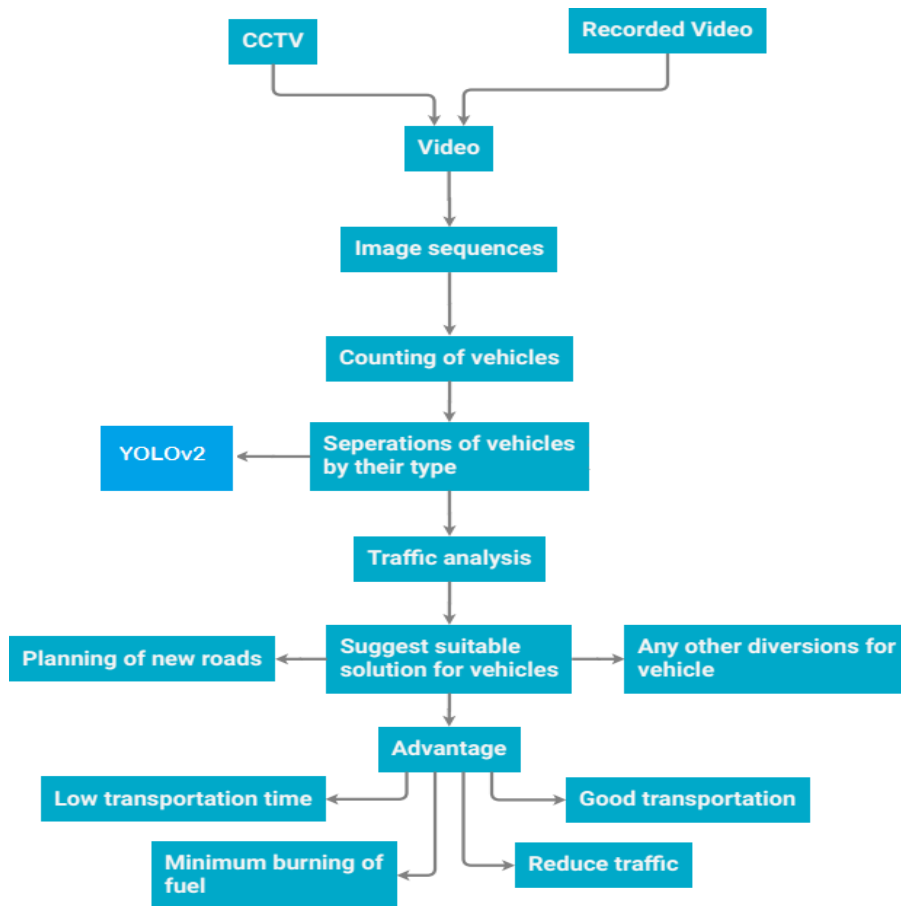 CCTV
Recorded Video
Video
Image sequences
Counting of vehicles
YOLOv2
Seperations of vehicles
by their type
Traffic analysis
Planning of new roads
Suggest suitable
solution for vehicles
Any other diversions for
vehicle
Advantage
Low transportation time
Good transportation
Minimum burning of
fuel
Reduce traffic